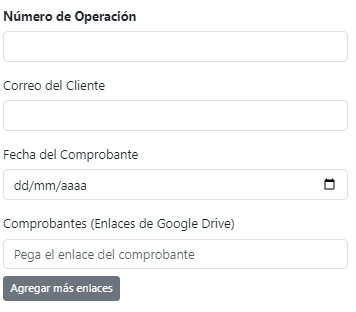 Número de Operación
Correo del Cliente
Fecha del Comprobante
dd/mm/aaaa
Comprobantes (Enlaces de Google Drive)
Pega el enlace del comprobante
Agregar más enlaces